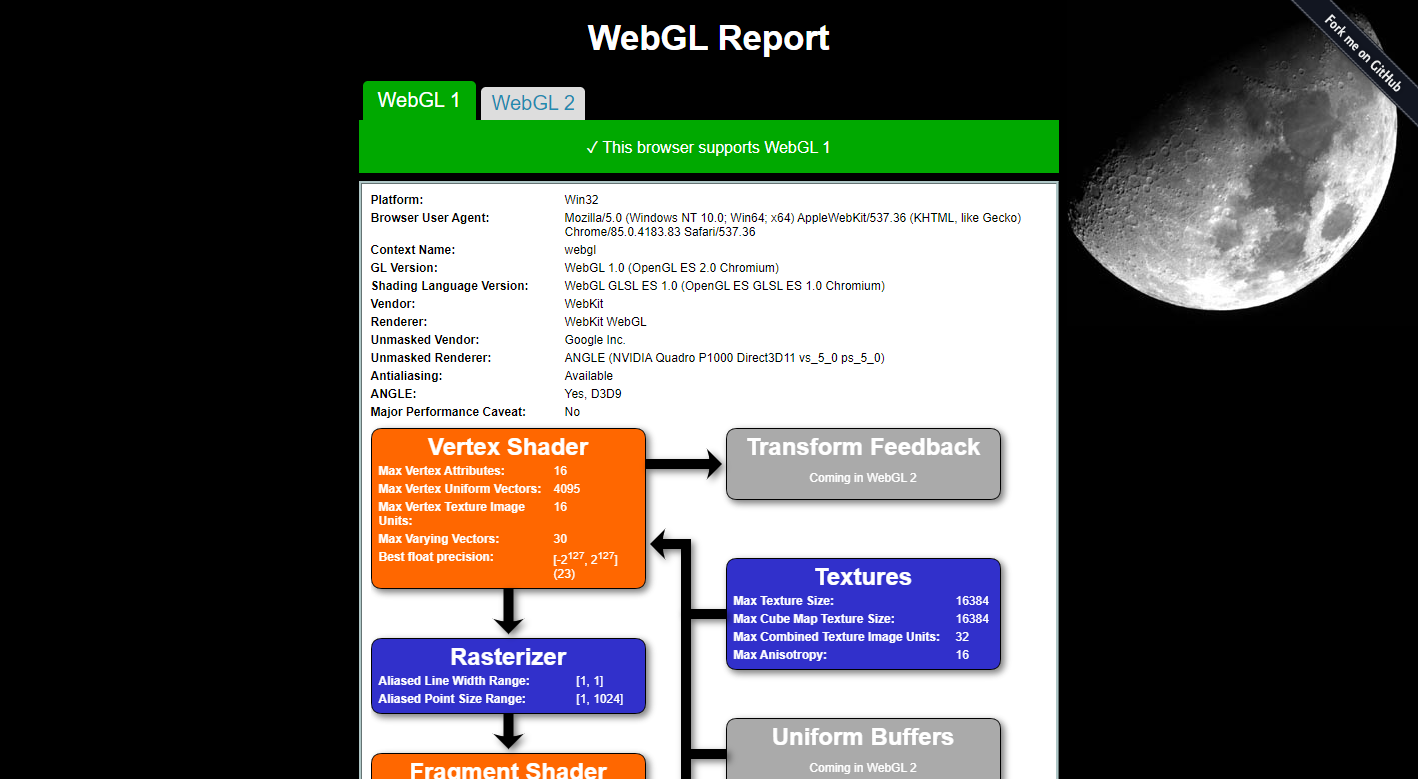 WebGL Report
Fork me on GitHub
WebGL 1
WebGL 2
✓ This browser supports WebGL 1
Platform: Win32
Browser User Agent: Mozilla/5.0 (Windows NT 10.0; Win64; x64) AppleWebKit/537.36 (KHTML, like Gecko)
Chrome/85.0.4183.83 Safari/537.36
Context Name: webgl
GL Version: WebGL 1.0 (OpenGL ES 2.0 Chromium)
Shading Language Version: WebGL GLSL ES 1.0 (OpenGL ES GLSL ES 1.0 Chromium)
Vendor: WebKit
Renderer: WebKit WebGL
Unmasked Vendor: Google Inc.
Unmasked Renderer: ANGLE (NVIDIA Quadro P1000 Direct3D11 vs_5_0 ps_5_0)
Antialiasing: Available
ANGLE: Yes, D3D9
Major Performance Caveat: No
Vertex Shader
Max Vertex Attributes: 16
Max Vertex Uniform Vectors: 4095
Max Vertex Texture Image 16
Units:
Max Varying Vectors: 30
Best float precision: [-2¹²⁷, 2¹²⁷]
(23)
Transform Feedback
Coming in WebGL 2
Textures
Max Texture Size: 16384
Max Cube Map Texture Size: 16384
Max Combined Texture Image Units: 32
Max Anisotropy: 16
Rasterizer
Aliased Line Width Range: [1, 1]
Aliased Point Size Range: [1, 1024]
Uniform Buffers
Coming in WebGL 2
Fragment Shader